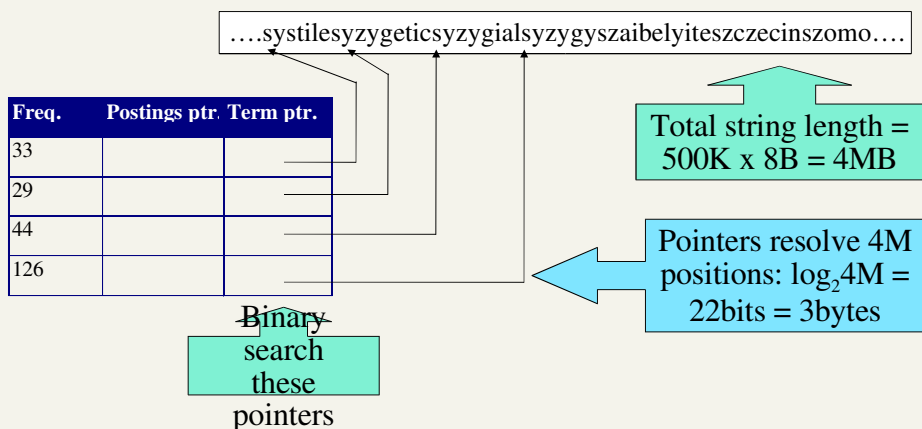 ….systilesyzygeticsyzygialsyzygyszaibelyiteszczecinszomo….
Freq. Postings ptr. Term ptr.
33
29
44
126
Total string length =
500K x 8B = 4MB
Pointers resolve 4M
positions: log₂4M =
22bits = 3bytes
Binary
search
these
pointers